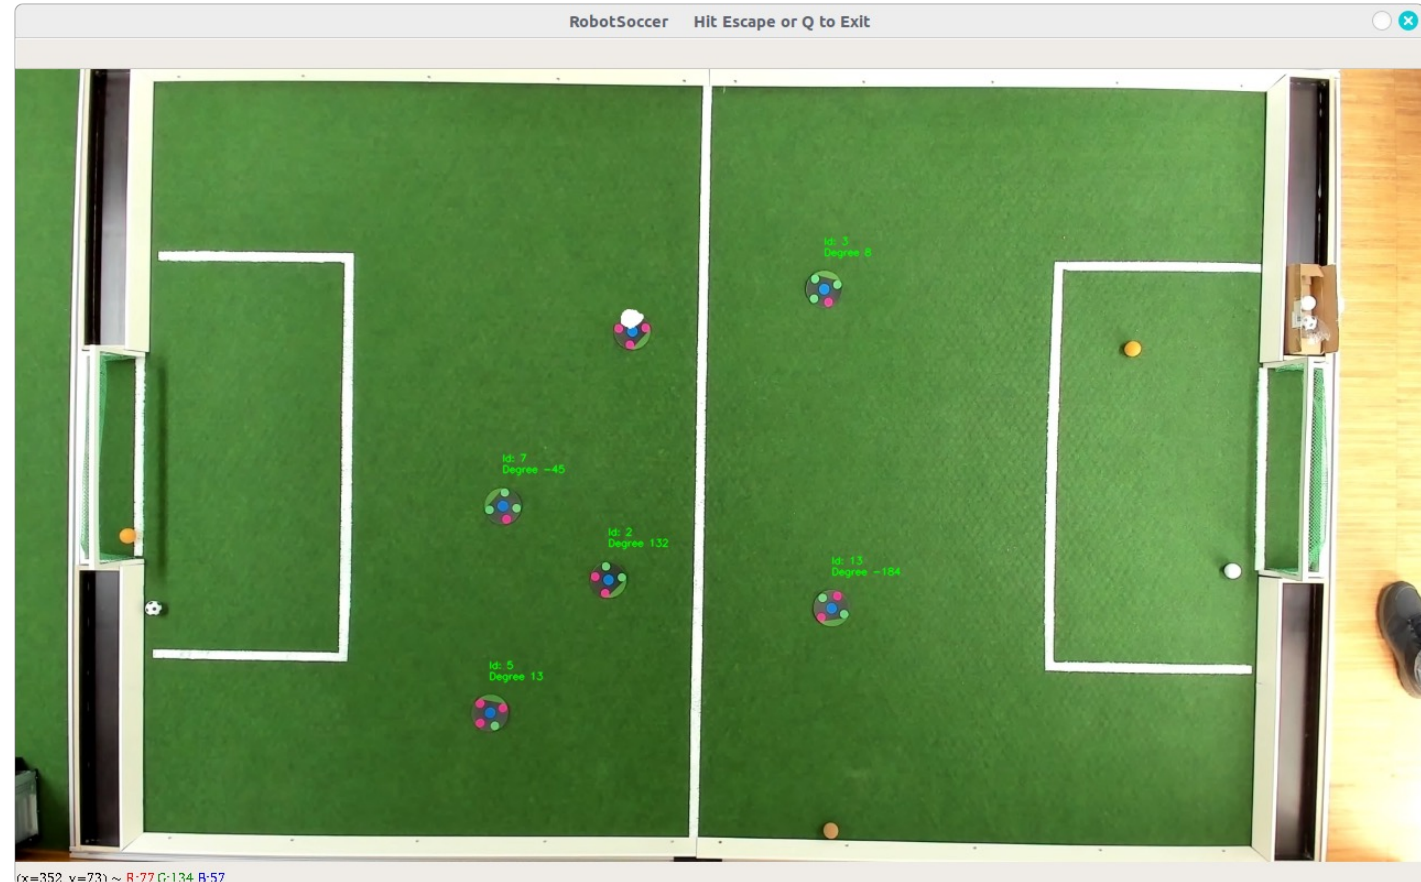 RobotSoccer Hit Escape or Q to Exit
Id: 3
Degree 8
Id: 7
Degree -45
Id: 2
Degree 132
Id: 13
Degree -184
Id: 5
Degree 13
(x=352, y=73) ~ R:77 G:134 B:57